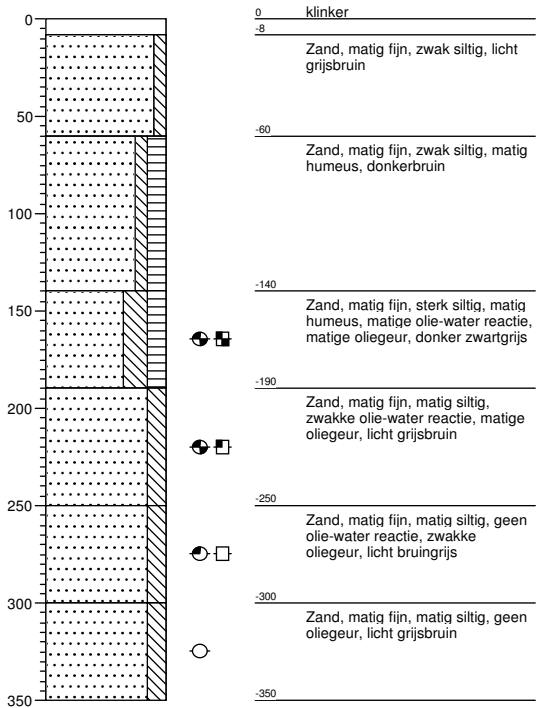 0
50
100
150
200
250
300
350
0
klinker
-8
Zand, matig fijn, zwak siltig, licht
grijsbruin
-60
Zand, matig fijn, zwak siltig, matig
humeus, donkerbruin
-140
Zand, matig fijn, sterk siltig, matig
humeus, matige olie-water reactie,
matige oliegeur, donker zwartgrijs
-190
Zand, matig fijn, matig siltig,
zwakke olie-water reactie, matige
oliegeur, licht grijsbruin
-250
Zand, matig fijn, matig siltig, geen
olie-water reactie, zwakke
oliegeur, licht bruingrijs
-300
Zand, matig fijn, matig siltig, geen
oliegeur, licht grijsbruin
-350